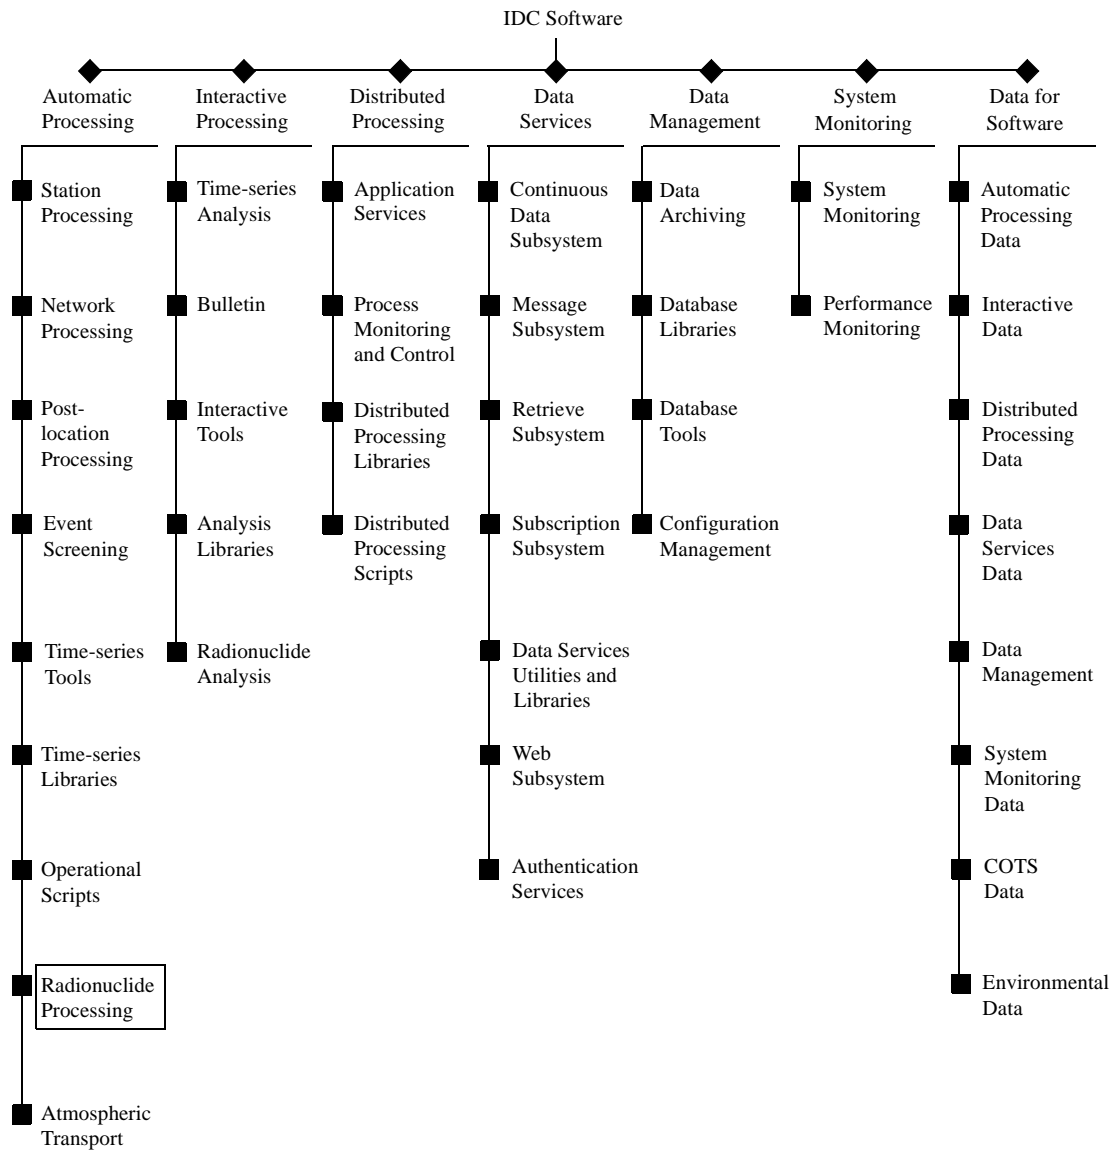 IDC Software
Automatic
Processing
Interactive
Processing
Distributed
Processing
Data
Services
Data
Management
System
Monitoring
Data for
Software
Station
Processing
Network
Processing
Post-
location
Processing
Event
Screening
Time-series
Tools
Time-series
Libraries
Operational
Scripts
Radionuclide
Processing
Atmospheric
Transport
Time-series
Analysis
Bulletin
Interactive
Tools
Analysis
Libraries
Radionuclide
Analysis
Application
Services
Process
Monitoring
and Control
Distributed
Processing
Libraries
Distributed
Processing
Scripts
Continuous
Data
Subsystem
Message
Subsystem
Retrieve
Subsystem
Subscription
Subsystem
Data Services
Utilities and
Libraries
Web
Subsystem
Authentication
Services
Data
Archiving
Database
Libraries
Database
Tools
Configuration
Management
System
Monitoring
Performance
Monitoring
Automatic
Processing
Data
Interactive
Data
Distributed
Processing
Data
Data
Services
Data
Data
Management
System
Monitoring
Data
COTS
Data
Environmental
Data